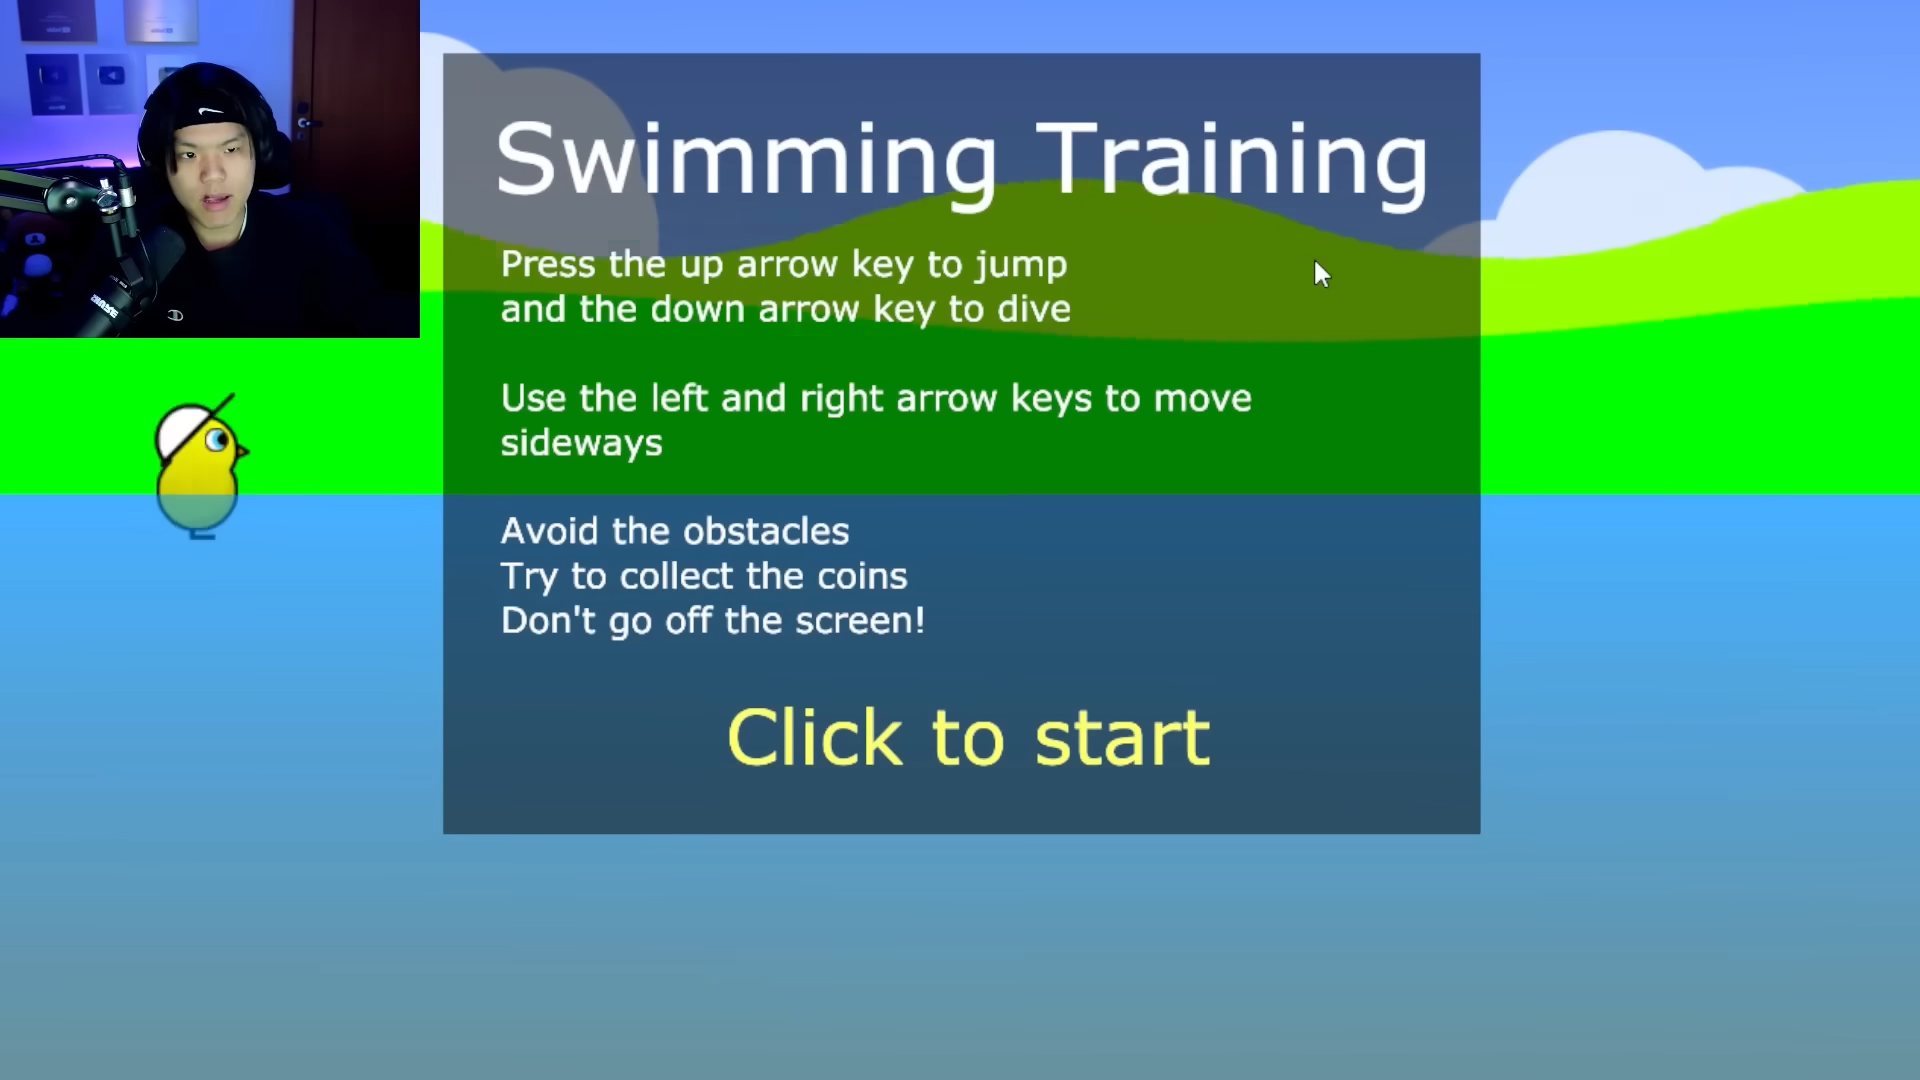 Swimming Training
Press the up arrow key to jump
and the down arrow key to dive
Use the left and right arrow keys to move
sideways
Avoid the obstacles
Try to collect the coins
Don't go off the screen!
Click to start